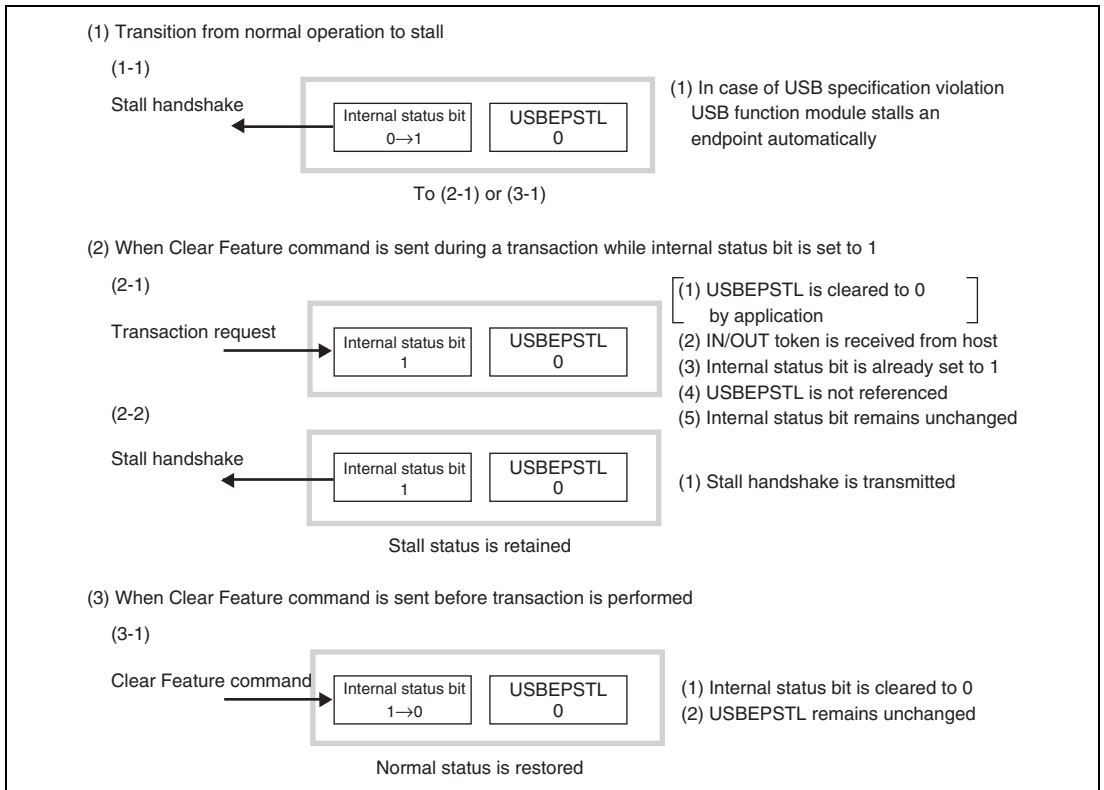 (1) Transition from normal operation to stall
(1-1)
Stall handshake
Internal status bit
0→1
USBEPSTL
0
(1) In case of USB specification violation
USB function module stalls an
endpoint automatically
To (2-1) or (3-1)
(2) When Clear Feature command is sent during a transaction while internal status bit is set to 1
(2-1)
Transaction request
Internal status bit
1
USBEPSTL
0
(1) USBEPSTL is cleared to 0
by application
(2) IN/OUT token is received from host
(3) Internal status bit is already set to 1
(4) USBEPSTL is not referenced
(5) Internal status bit remains unchanged
(2-2)
Stall handshake
Internal status bit
1
USBEPSTL
0
(1) Stall handshake is transmitted
Stall status is retained
(3) When Clear Feature command is sent before transaction is performed
(3-1)
Clear Feature command
Internal status bit
1→0
USBEPSTL
0
(1) Internal status bit is cleared to 0
(2) USBEPSTL remains unchanged
Normal status is restored